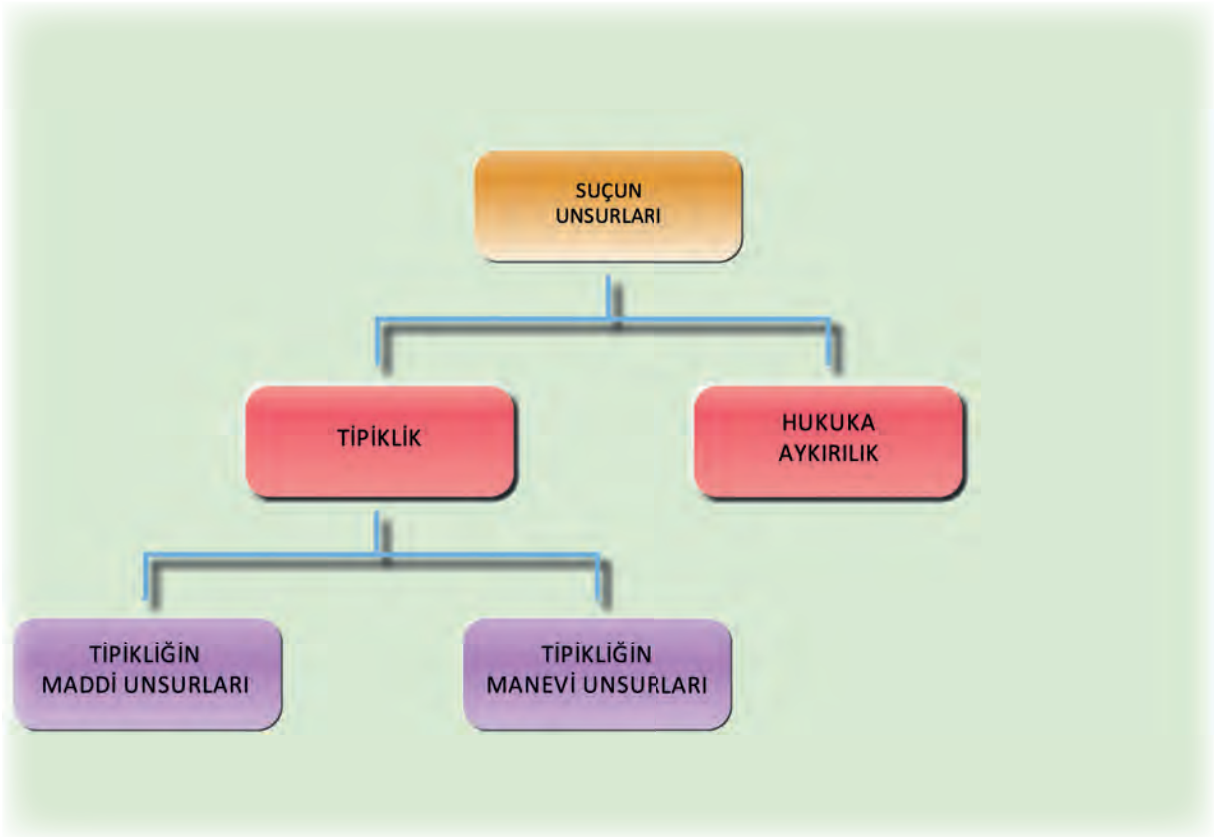 SUÇUN
UNSURLARI
TİPİKLİK
HUKUKA
AYKIRILIK
TİPİKLİĞİN
MADDİ UNSURLARI
TİPİKLİĞİN
MANEVİ UNSURLARI